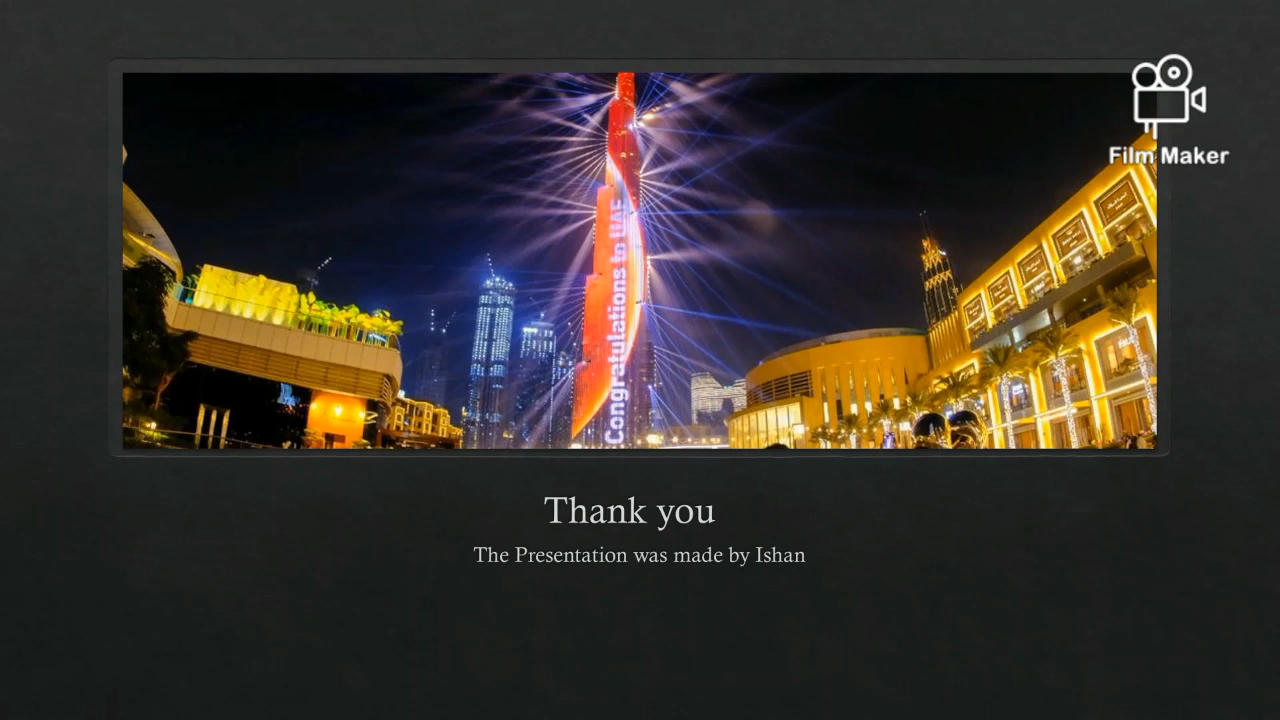 Film Maker
Congratulations to UAE
Thank you
The Presentation was made by Ishan